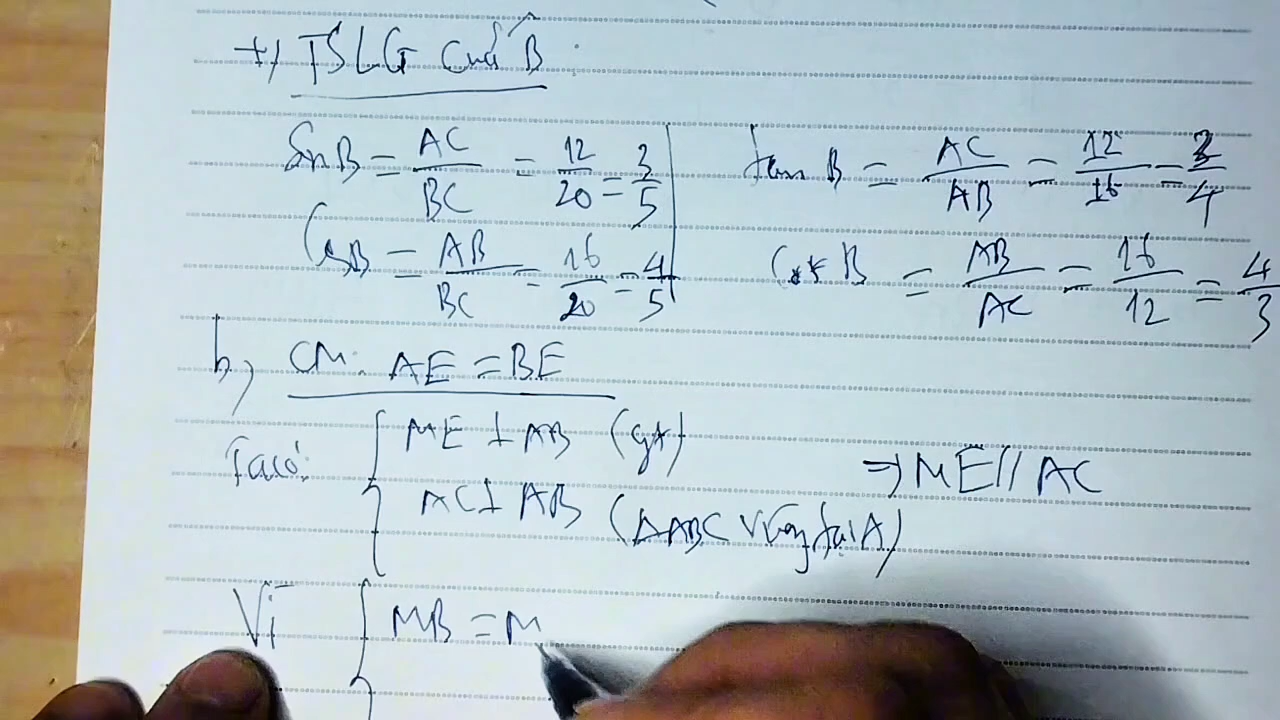 +) TSLG của B̂ :
SinB = AC/BC = 12/20 = 3/5
tan B = AC/AB = 12/16 = 3/4
CosB = AB/BC = 16/20 = 4/5
Cot B = AB/AC = 16/12 = 4/3
b, CM: AE = BE
Ta có: { ME ⊥ AB (gt)
AC ⊥ AB (ΔABC vuông tại A)
=> ME // AC
Vì { MB = M